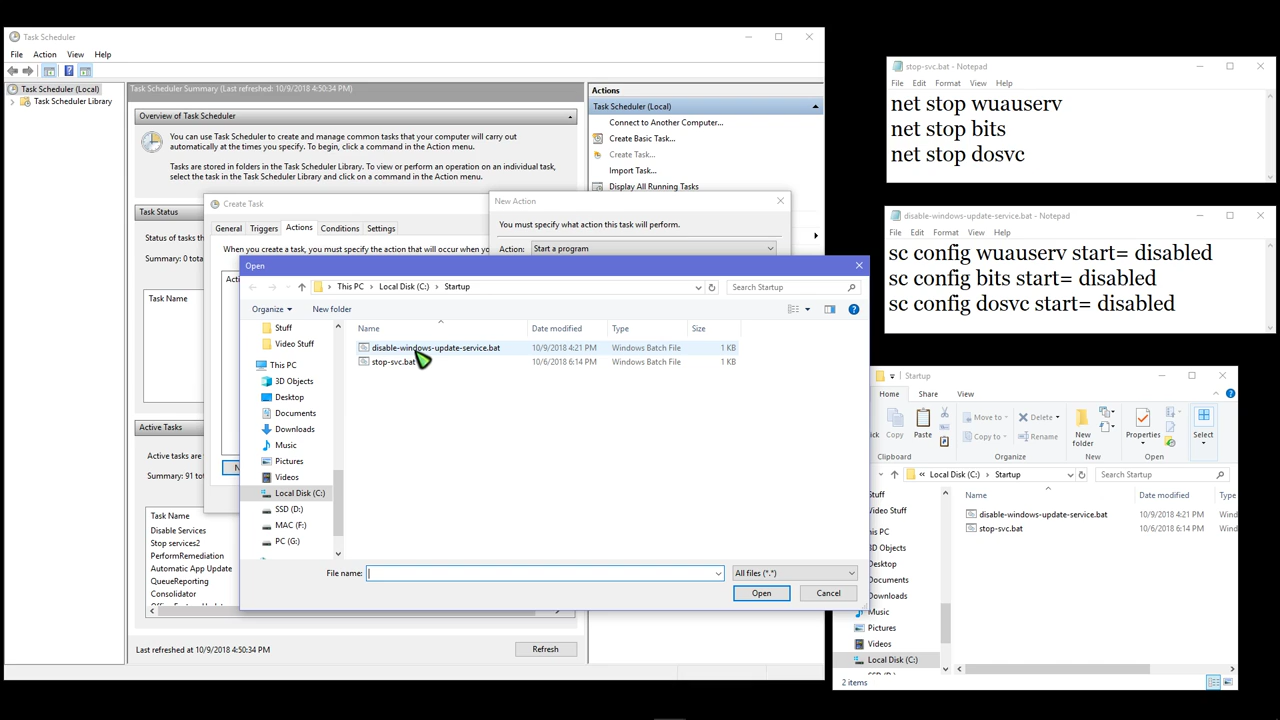 Task Scheduler
File Action View Help
Task Scheduler (Local)
Task Scheduler Library
Task Scheduler Summary (Last refreshed: 10/9/2018 4:50:34 PM)
Overview of Task Scheduler
You can use Task Scheduler to create and manage common tasks that your computer will carry out
automatically at the times you specify. To begin, click a command in the Action menu.
Tasks are stored in folders in the Task Scheduler Library. To view or perform an operation on an individual task,
select the task in the Task Scheduler Library and click on a command in the Action menu.
Task Status
Status of tasks th
Summary: 0 tota
Task Name
Active Tasks
Active tasks are
Summary: 91 tot
Task Name
Disable Services
Stop services2
PerformRemediation
Automatic App Update
QueueReporting
Consolidator
Last refreshed at 10/9/2018 4:50:34 PM
Refresh
Actions
Task Scheduler (Local)
Connect to Another Computer...
Create Basic Task...
Create Task...
Import Task...
Display All Running Tasks
Create Task
General Triggers Actions Conditions Settings
When you create a task, you must specify the action that will occur when yo
Actio
N
New Action
You must specify what action this task will perform.
Action: Start a program
Open
This PC > Local Disk (C:) > Startup
Search Startup
Organize
New folder
Stuff
Video Stuff
This PC
3D Objects
Desktop
Documents
Downloads
Music
Pictures
Videos
Local Disk (C:)
SSD (D:)
MAC (F:)
PC (G:)
Name Date modified Type Size
disable-windows-update-service.bat 10/9/2018 4:21 PM Windows Batch File 1 KB
stop-svc.bat 10/6/2018 6:14 PM Windows Batch File 1 KB
File name:
All files (*.*)
Open
Cancel
stop-svc.bat - Notepad
File Edit Format View Help
net stop wuauserv
net stop bits
net stop dosvc
disable-windows-update-service.bat - Notepad
File Edit Format View Help
sc config wuauserv start= disabled
sc config bits start= disabled
sc config dosvc start= disabled
Startup
Home Share View
ick
Copy
Paste
Clipboard
Move to
Copy to
Delete
Rename
Organize
New
folder
New
Properties
Open
Select
« Local Disk (C:) > Startup
Search Startup
Stuff
Video Stuff
his PC
3D Objects
Desktop
Documents
Downloads
Music
Pictures
Videos
Local Disk (C:)
Name Date modified Type
disable-windows-update-service.bat 10/9/2018 4:21 PM Wind
stop-svc.bat 10/6/2018 6:14 PM Wind
2 items